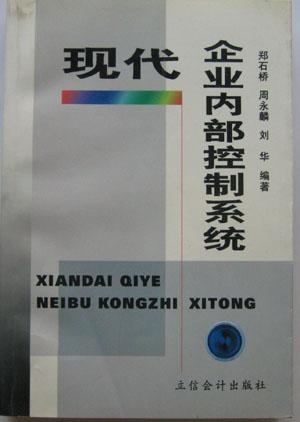 现代
企业内部控制系统
郑石桥 周永麟 刘华 编著
XIANDAI QIYE
NEIBU KONGZHI XITONG
立信会计出版社